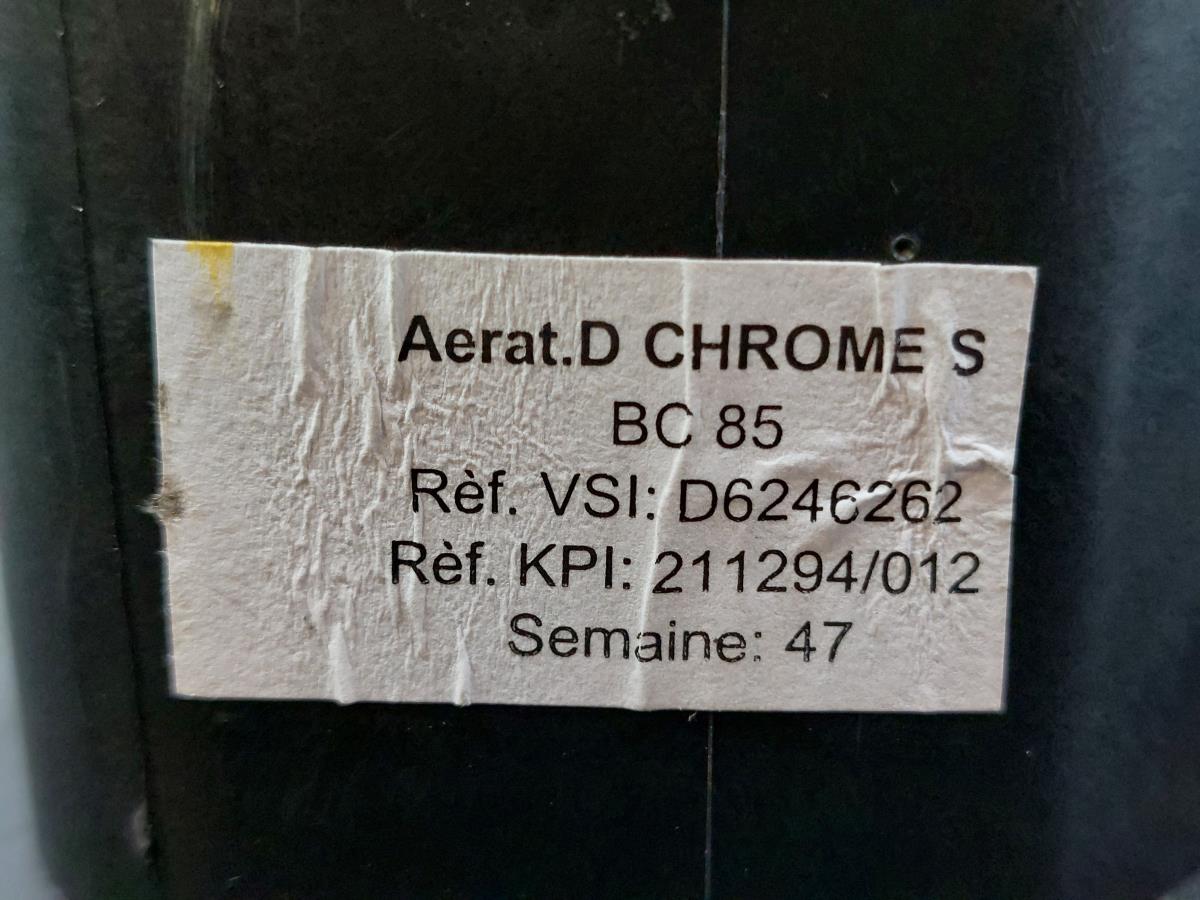 Aerat.D CHROME S
BC 85
Rèf. VSI: D6246262
Rèf. KPI: 211294/012
Semaine: 47